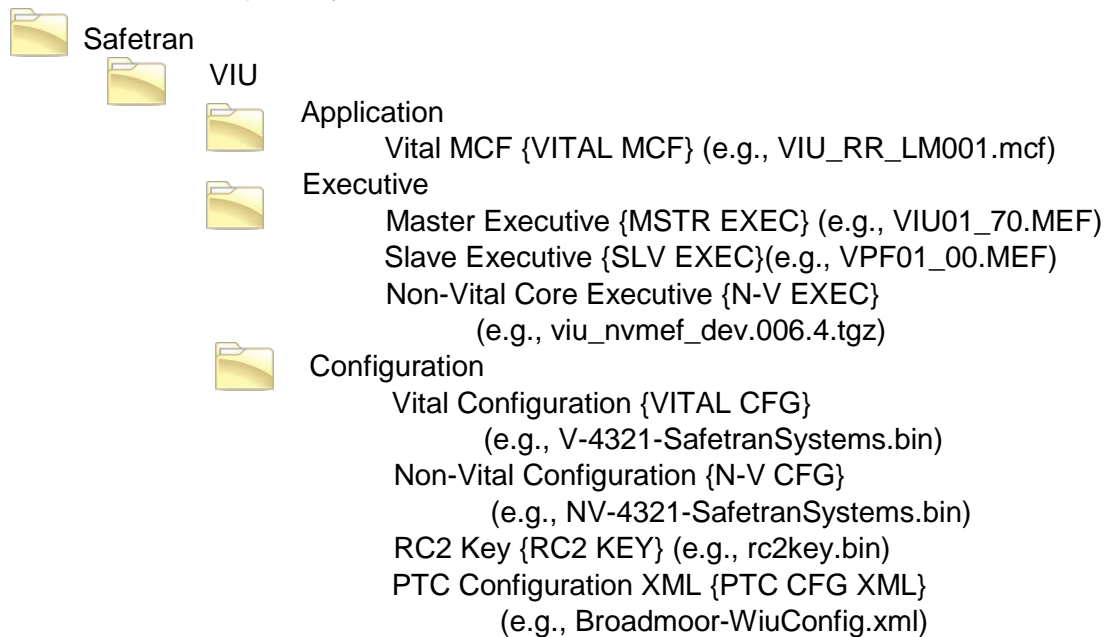 Safetran
VIU
Application
Vital MCF {VITAL MCF} (e.g., VIU_RR_LM001.mcf)
Executive
Master Executive {MSTR EXEC} (e.g., VIU01_70.MEF)
Slave Executive {SLV EXEC}(e.g., VPF01_00.MEF)
Non-Vital Core Executive {N-V EXEC}
(e.g., viu_nvmef_dev.006.4.tgz)
Configuration
Vital Configuration {VITAL CFG}
(e.g., V-4321-SafetranSystems.bin)
Non-Vital Configuration {N-V CFG}
(e.g., NV-4321-SafetranSystems.bin)
RC2 Key {RC2 KEY} (e.g., rc2key.bin)
PTC Configuration XML {PTC CFG XML}
(e.g., Broadmoor-WiuConfig.xml)